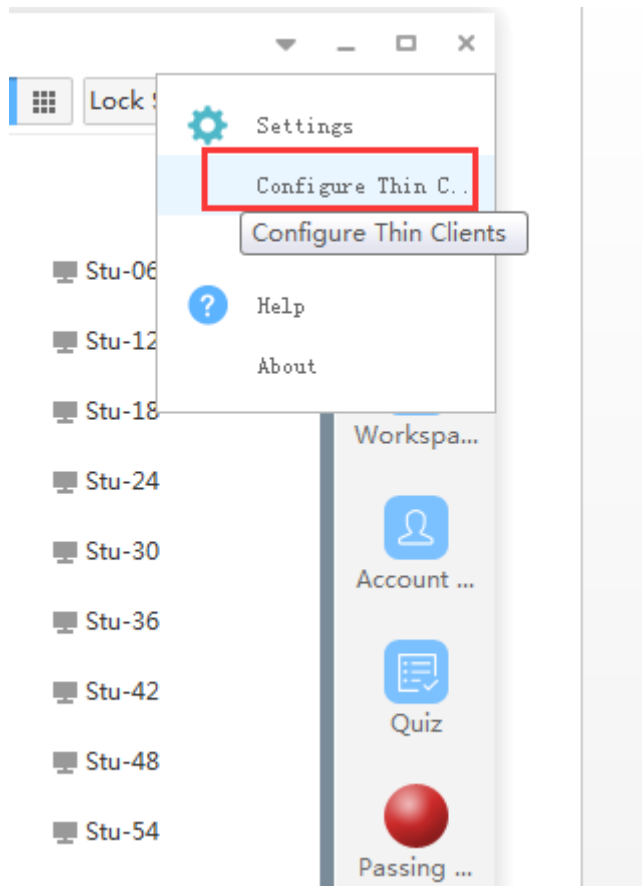 Lock S
Settings
Configure Thin C..
Configure Thin Clients
Help
About
Stu-06
Stu-12
Stu-18
Stu-24
Stu-30
Stu-36
Stu-42
Stu-48
Stu-54
Workspa...
Account ...
Quiz
Passing ...